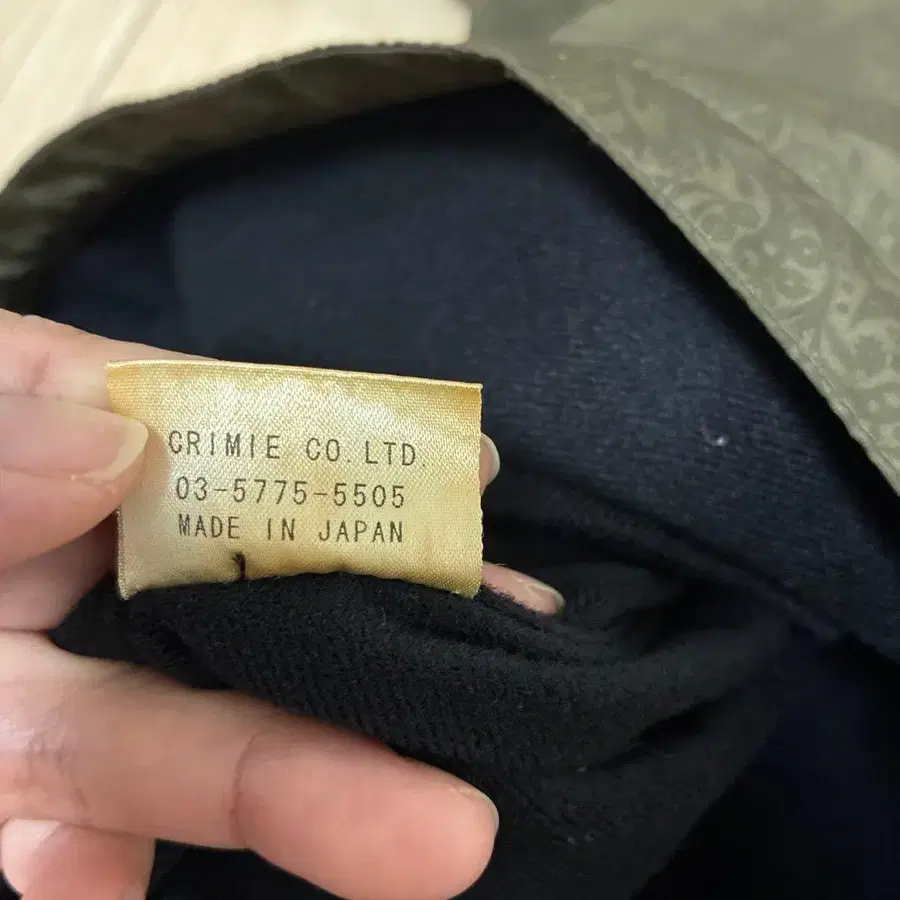 CRIMIE CO.LTD.
03-5775-5505
MADE IN JAPAN